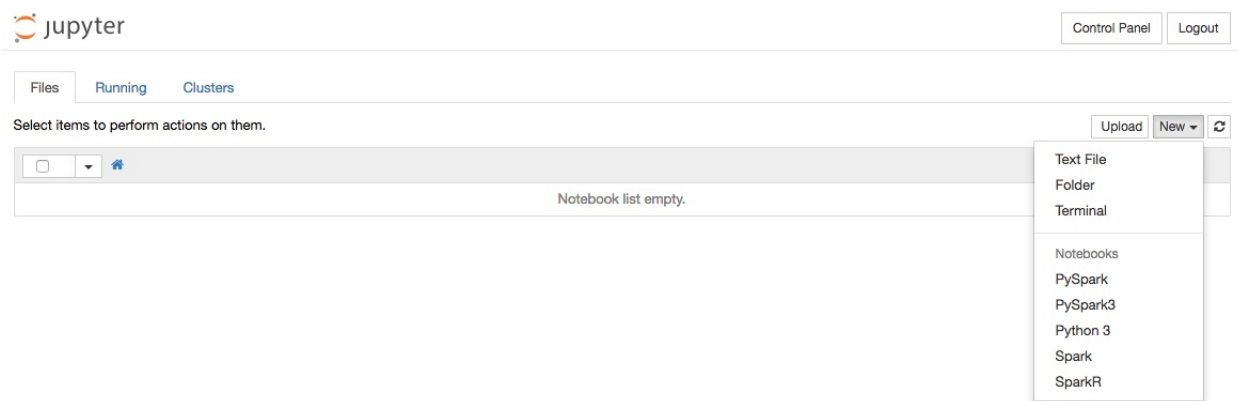 jupyter
Control Panel Logout
Files Running Clusters
Select items to perform actions on them.
Upload New
Notebook list empty.
Text File
Folder
Terminal
Notebooks
PySpark
PySpark3
Python 3
Spark
SparkR